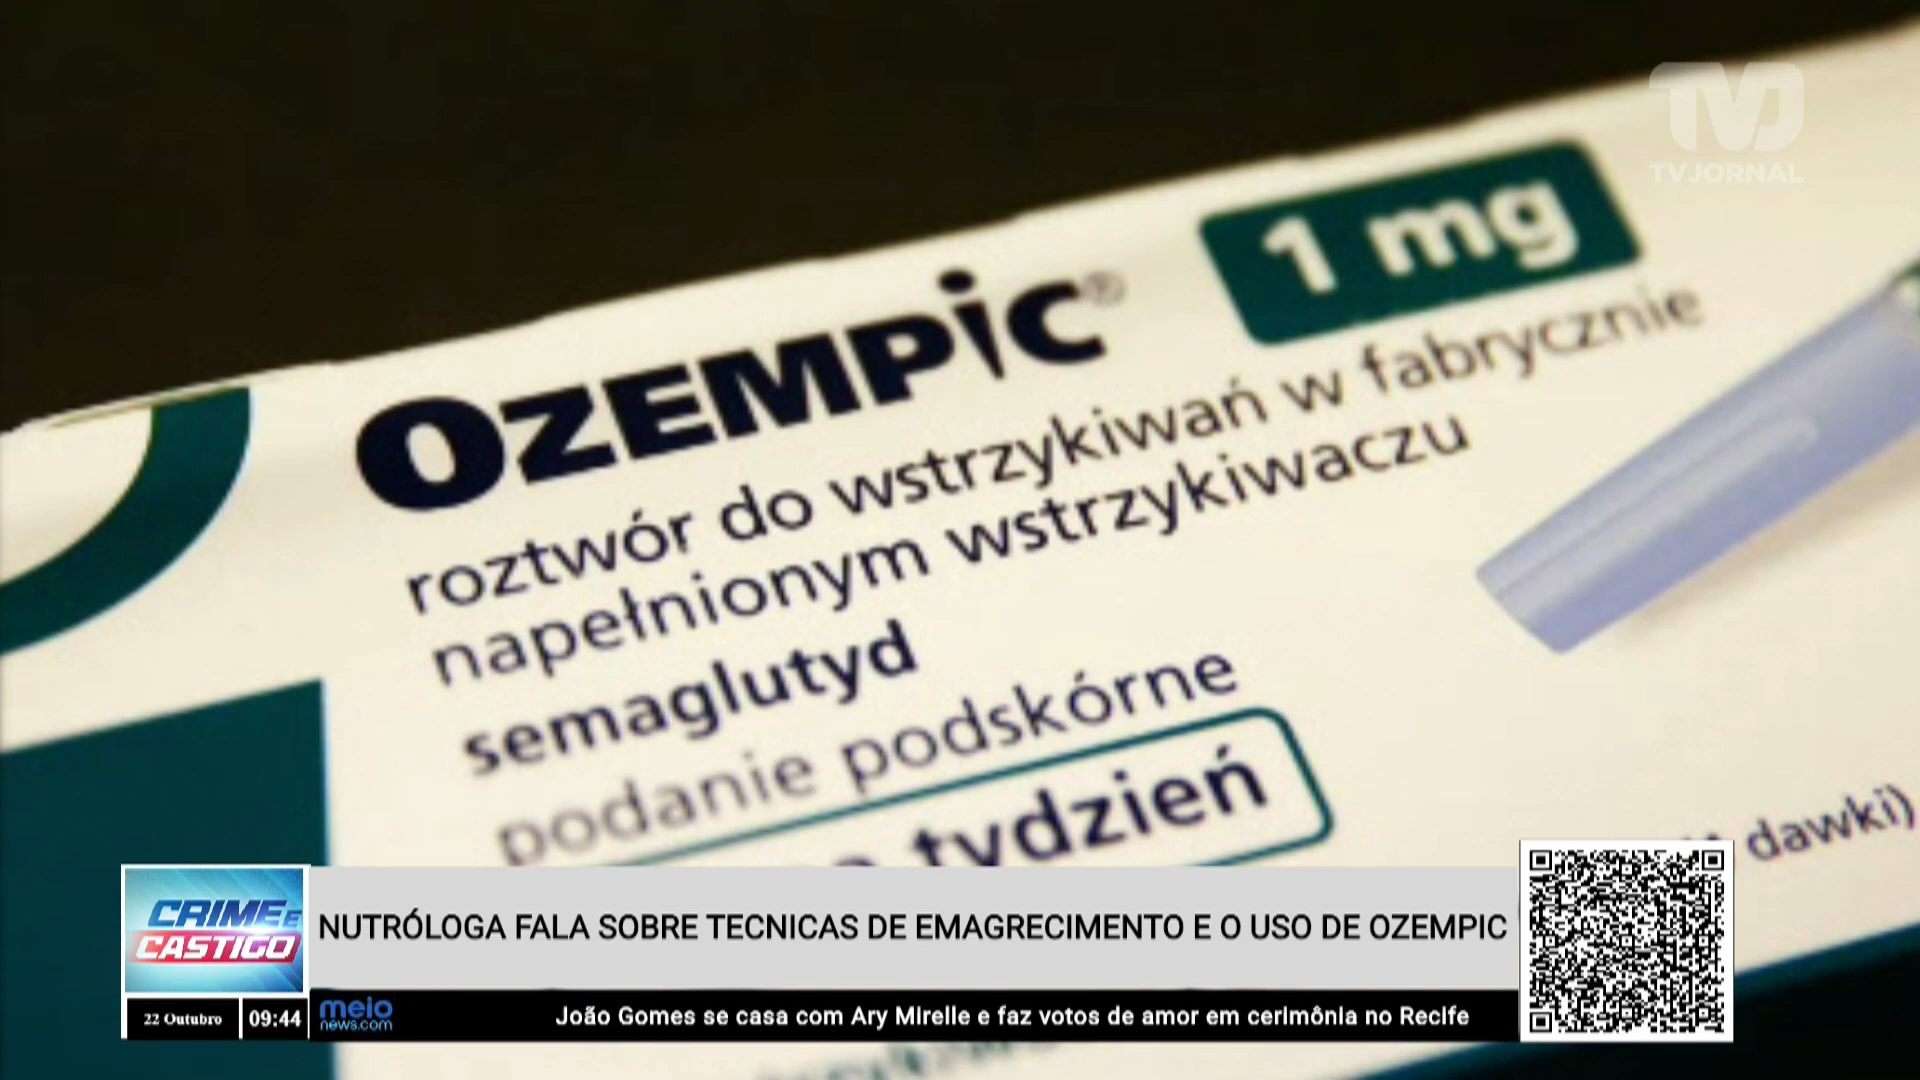 TVJ
TV JORNAL
1 mg
OZEMPIC®
roztwór do wstrzykiwań w fabrycznie
napełnionym wstrzykiwaczu
semaglutyd
podanie podskórne
tydzień
dawki)
CRIME E
CASTIGO
NUTRÓLOGA FALA SOBRE TECNICAS DE EMAGRECIMENTO E O USO DE OZEMPIC
22 Outubro
09:44
meio
news.com
João Gomes se casa com Ary Mirelle e faz votos de amor em cerimônia no Recife